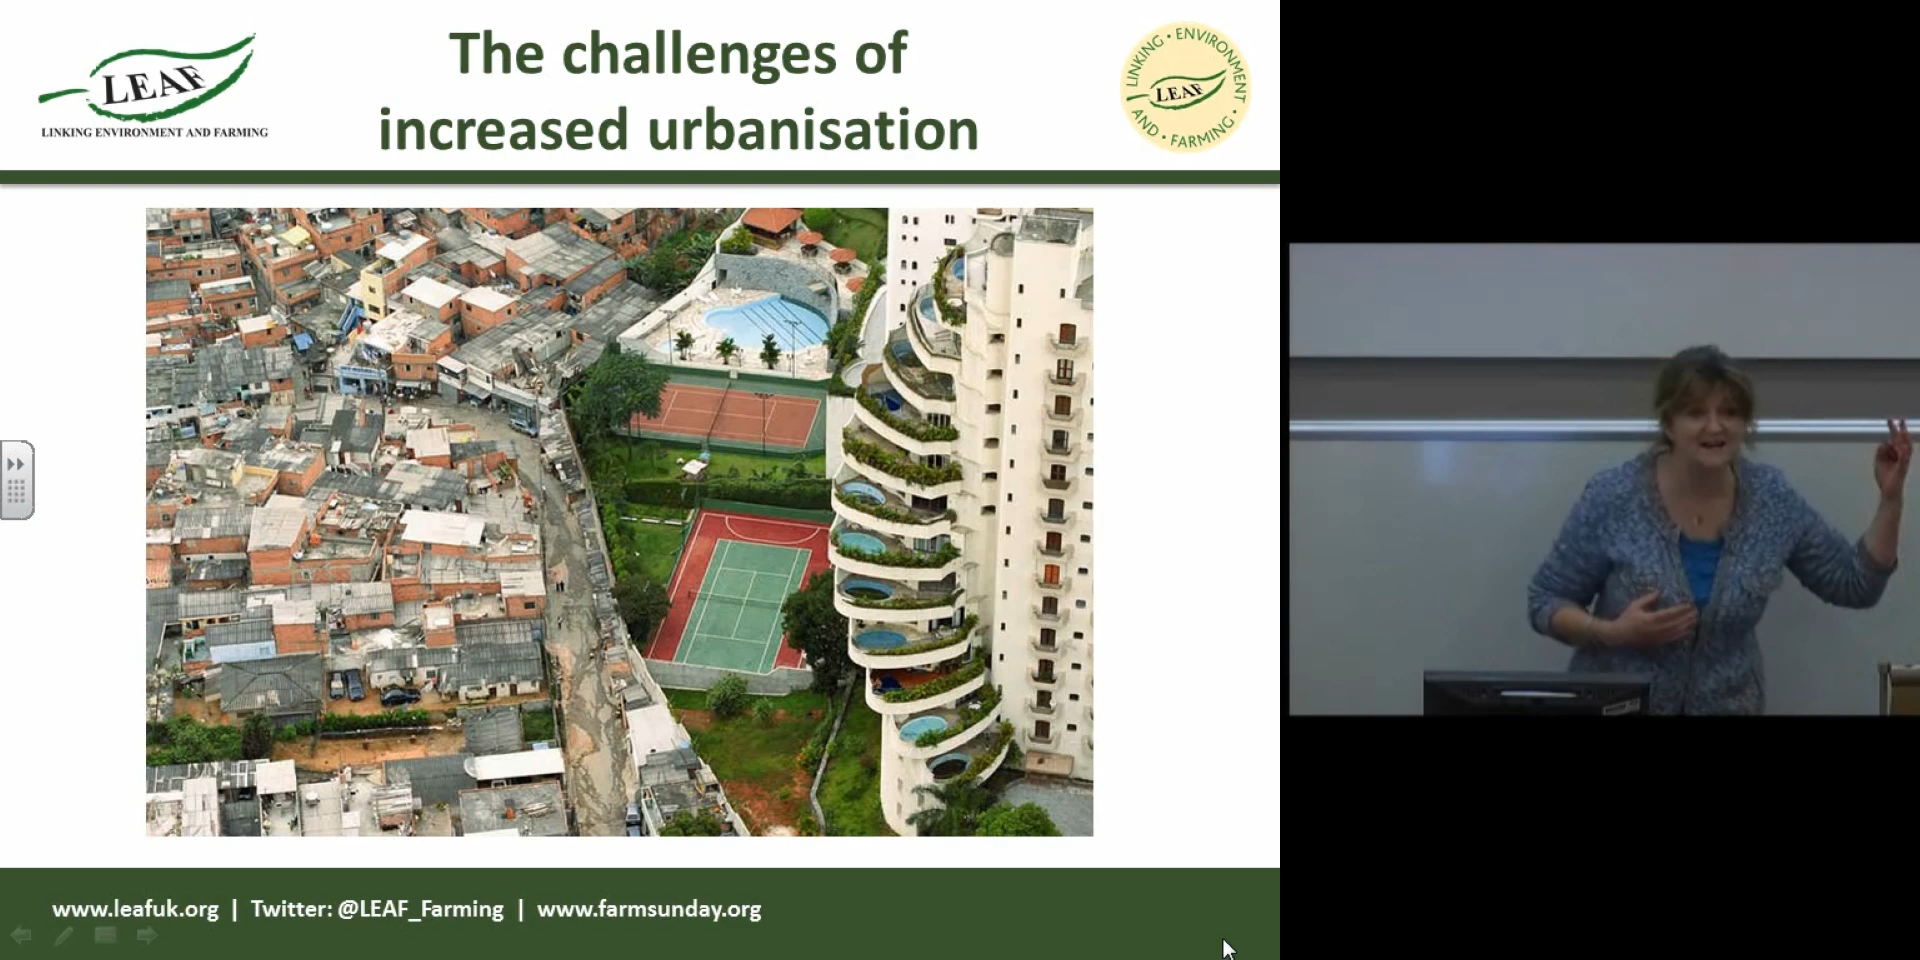 LEAF
LINKING ENVIRONMENT AND FARMING
The challenges of
increased urbanisation
LINKING • ENVIRONMENT
LEAF
AND • FARMING •
www.leafuk.org | Twitter: @LEAF_Farming | www.farmsunday.org